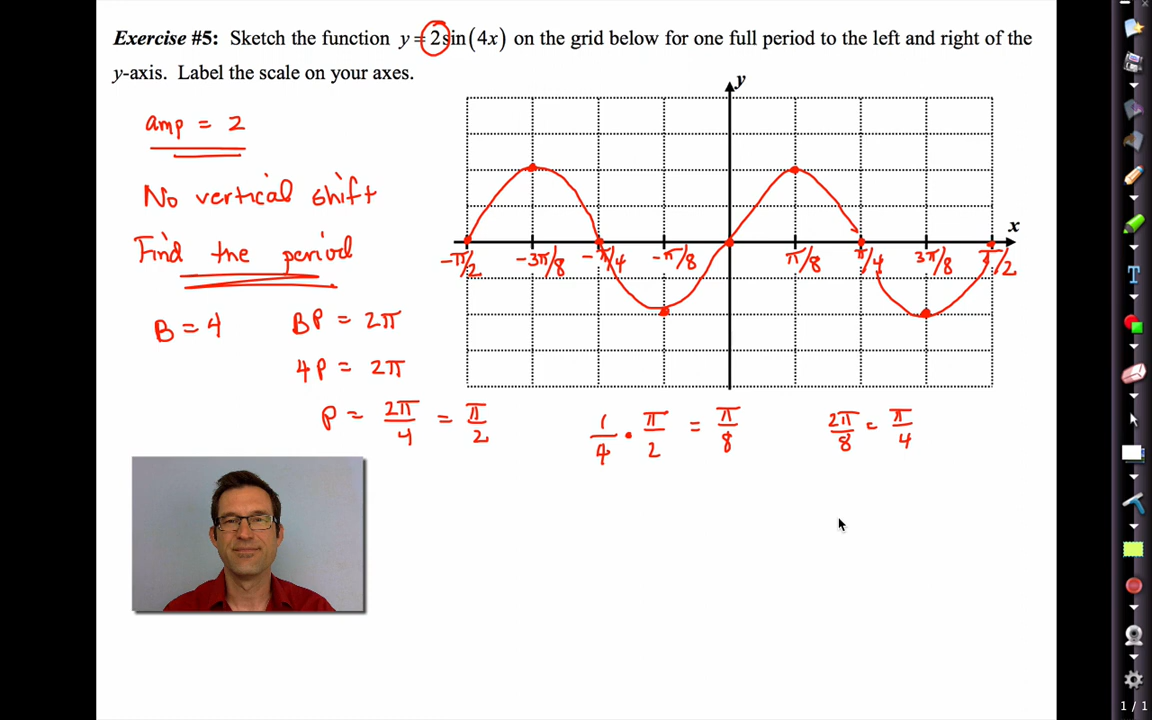 Exercise #5: Sketch the function y = 2sin(4x) on the grid below for one full period to the left and right of the
y-axis. Label the scale on your axes.
y
amp = 2
No vertical shift
x
Find the period
-π/2 -3π/8 -π/4 -π/8 π/8 π/4 3π/8 π/2
B = 4 BP = 2π
4P = 2π
P = 2π/4 = π/2 1/4 · π/2 = π/8 2π/8 = π/4
T
1 / 1